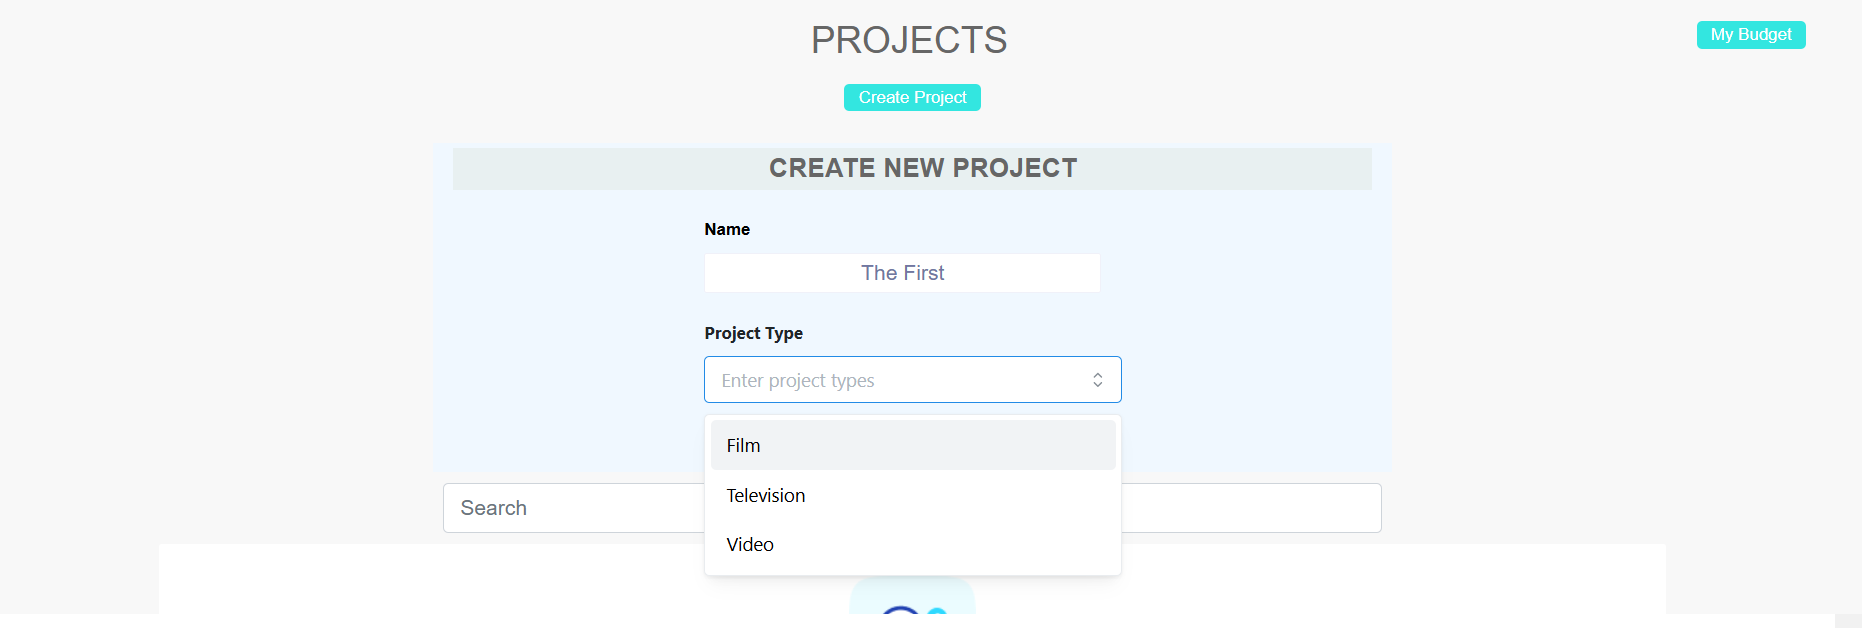 PROJECTS
My Budget
Create Project
CREATE NEW PROJECT
Name
The First
Project Type
Enter project types
Film
Television
Video
Search